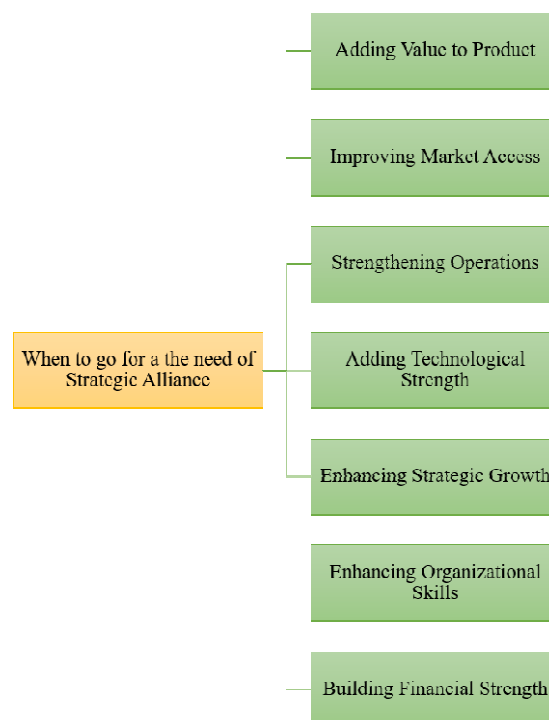 Adding Value to Product
Improving Market Access
Strengthening Operations
When to go for a the need of
Strategic Alliance
Adding Technological
Strength
Enhancing Strategic Growth
Enhancing Organizational
Skills
Building Financial Strength